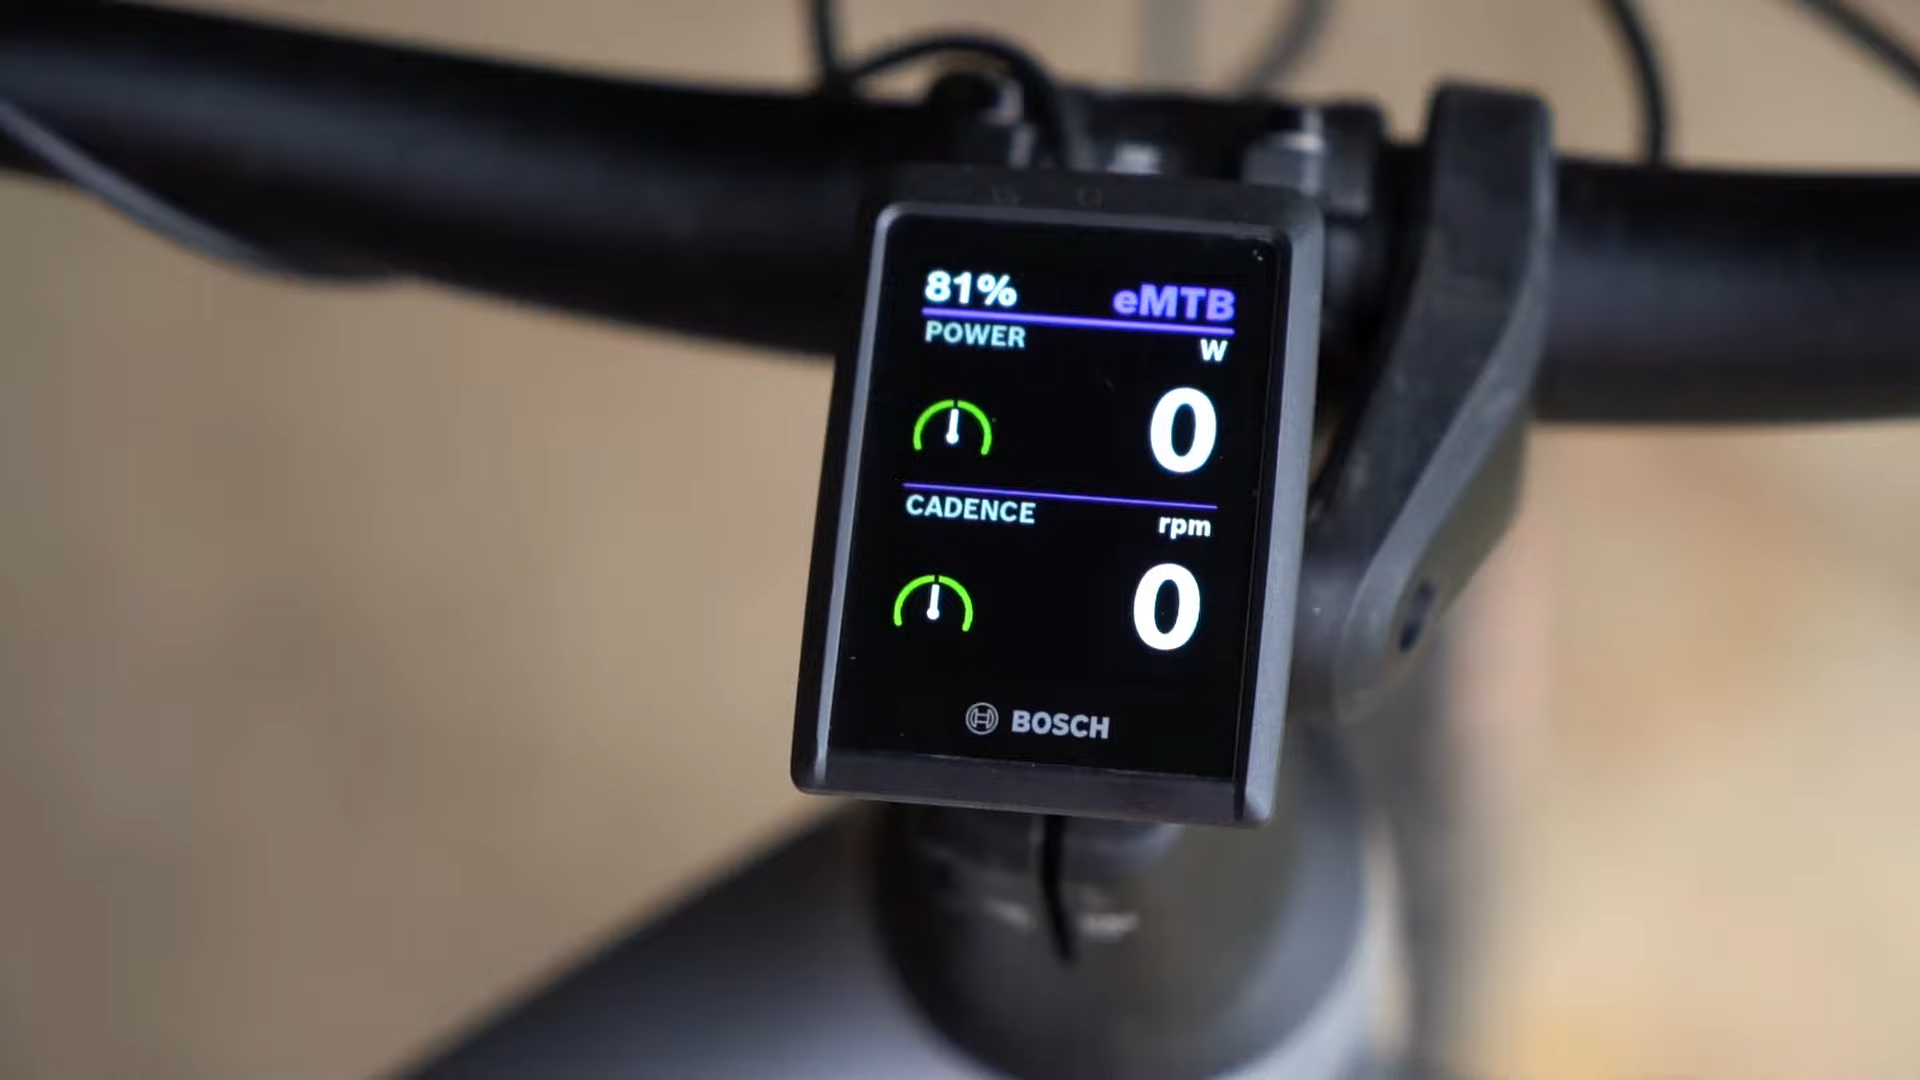 81% eMTB
POWER W
0
CADENCE rpm
0
BOSCH